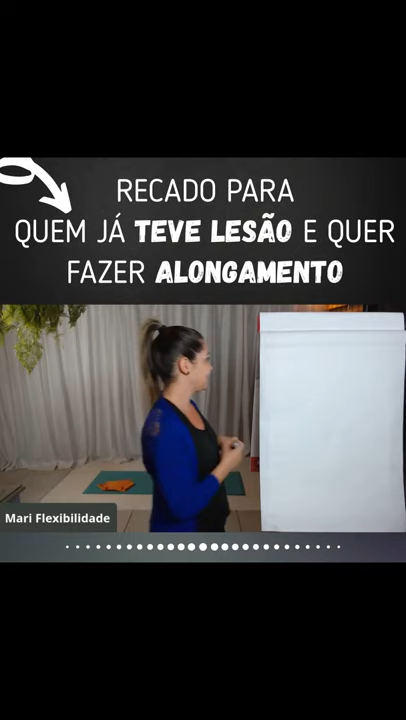 RECADO PARA
QUEM JÁ TEVE LESÃO E QUER
FAZER ALONGAMENTO
Mari Flexibilidade